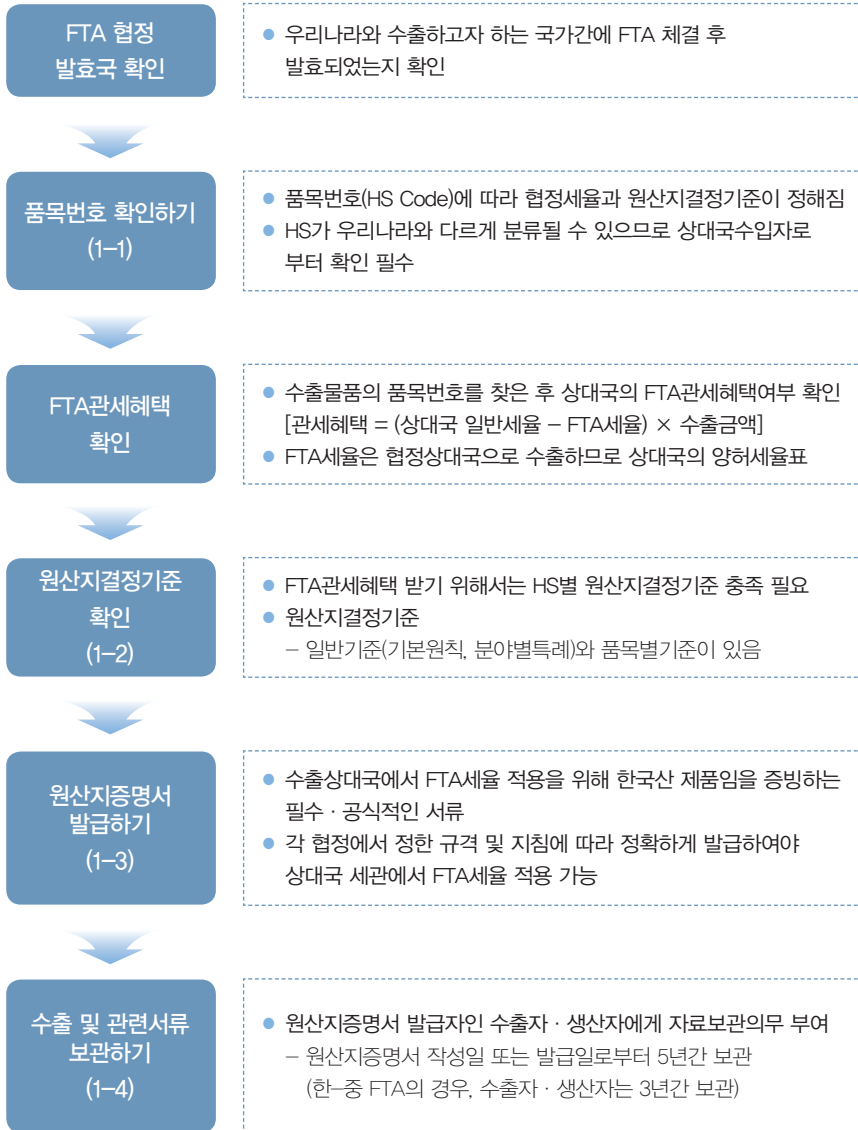 FTA 협정
발효국 확인
● 우리나라와 수출하고자 하는 국가간에 FTA 체결 후
발효되었는지 확인
품목번호 확인하기
(1-1)
● 품목번호(HS Code)에 따라 협정세율과 원산지결정기준이 정해짐
● HS가 우리나라와 다르게 분류될 수 있으므로 상대국수입자로
부터 확인 필수
FTA관세혜택
확인
● 수출물품의 품목번호를 찾은 후 상대국의 FTA관세혜택여부 확인
[관세혜택 = (상대국 일반세율 – FTA세율) × 수출금액]
● FTA세율은 협정상대국으로 수출하므로 상대국의 양허세율표
원산지결정기준
확인
(1-2)
● FTA관세혜택 받기 위해서는 HS별 원산지결정기준 충족 필요
● 원산지결정기준
– 일반기준(기본원칙, 분야별특례)와 품목별기준이 있음
원산지증명서
발급하기
(1-3)
● 수출상대국에서 FTA세율 적용을 위해 한국산 제품임을 증빙하는
필수 · 공식적인 서류
● 각 협정에서 정한 규격 및 지침에 따라 정확하게 발급하여야
상대국 세관에서 FTA세율 적용 가능
수출 및 관련서류
보관하기
(1-4)
● 원산지증명서 발급자인 수출자 · 생산자에게 자료보관의무 부여
– 원산지증명서 작성일 또는 발급일로부터 5년간 보관
(한-중 FTA의 경우, 수출자 · 생산자는 3년간 보관)